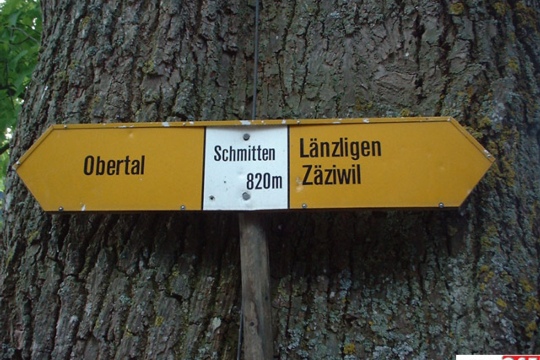 Obertal
Schmitten
820m
Länzligen
Zäziwil